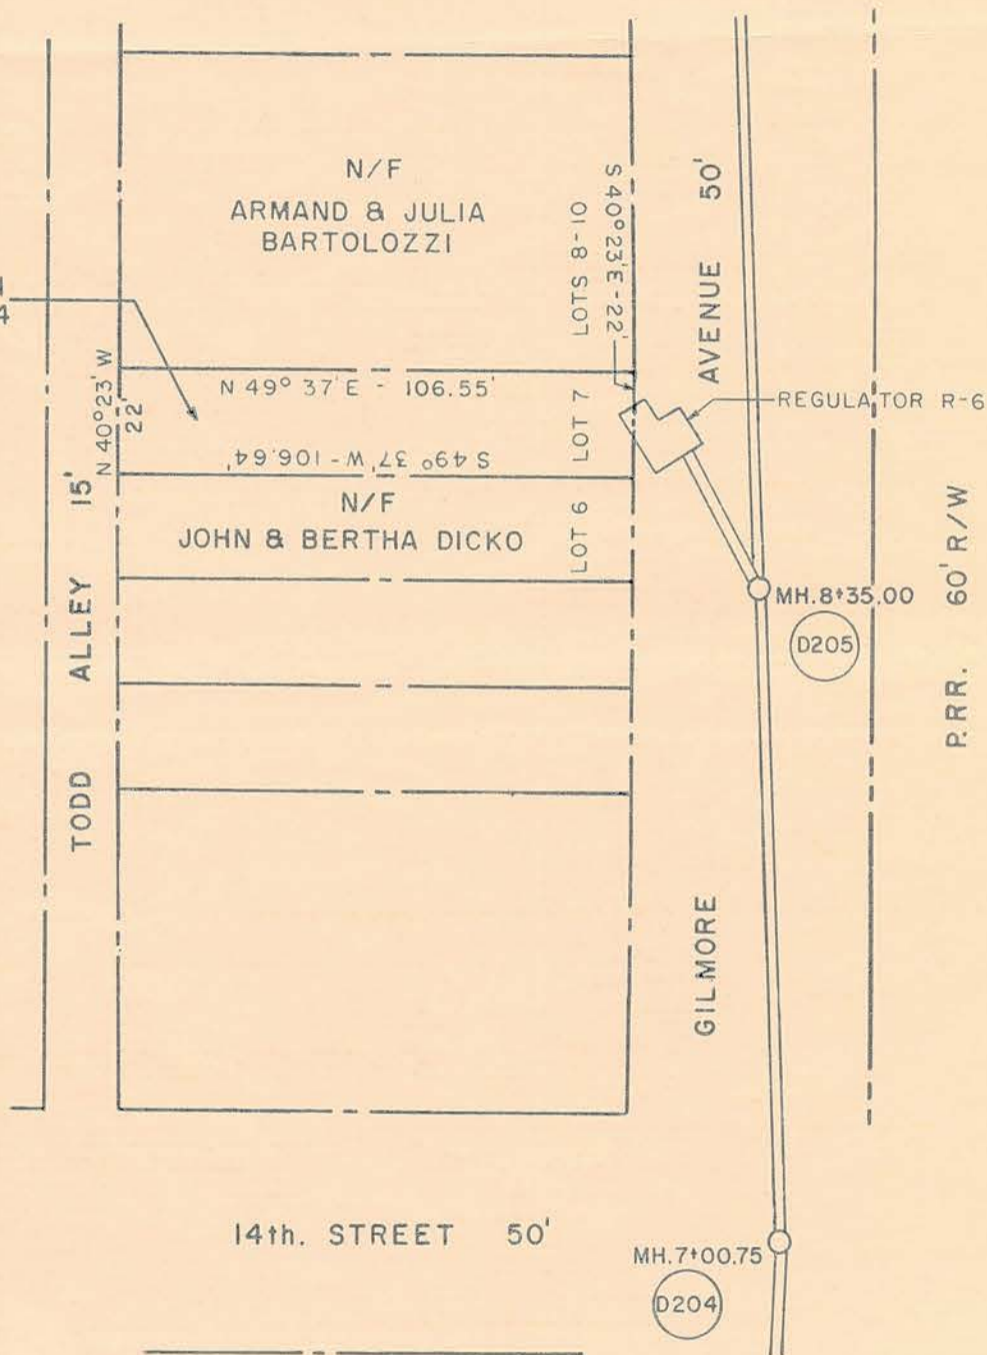 N/F
ARMAND & JULIA
BARTOLOZZI
LOTS 8-10
S 40°23'E-22'
AVENUE 50'
4
N 40°23' W
22'
N 49° 37' E - 106.55'
LOT 7
REGULATOR R-6
S 49° 37' W - 106.64'
N/F
JOHN & BERTHA DICKO
LOT 6
TODD ALLEY 15'
MH.8+35.00
D205
P.RR. 60' R/W
GILMORE
14th. STREET 50'
MH.7+00.75
D204